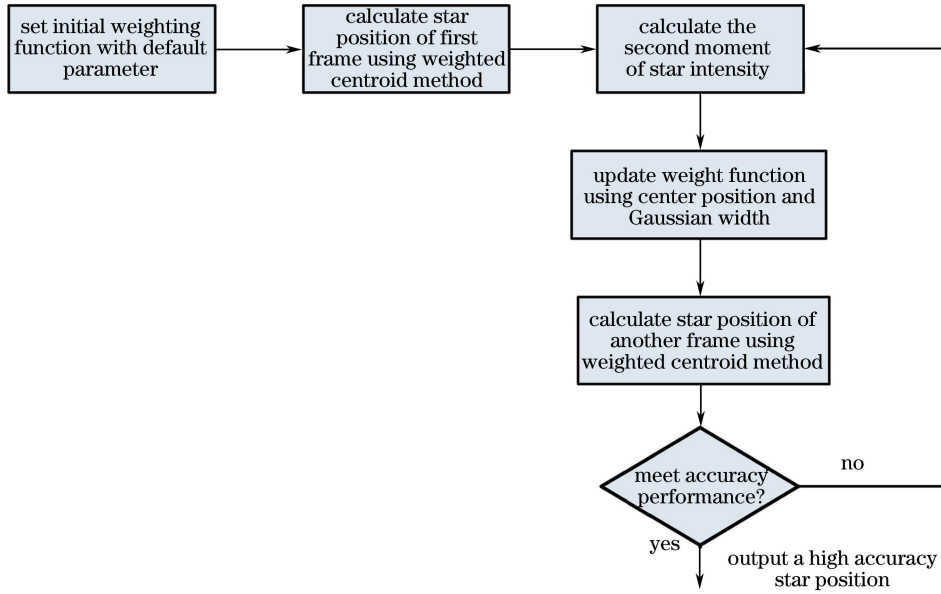 set initial weighting
function with default
parameter
calculate star
position of first
frame using weighted
centroid method
calculate the
second moment
of star intensity
update weight function
using center position and
Gaussian width
calculate star position of
another frame using
weighted centroid method
meet accuracy
performance?
no
yes
output a high accuracy
star position